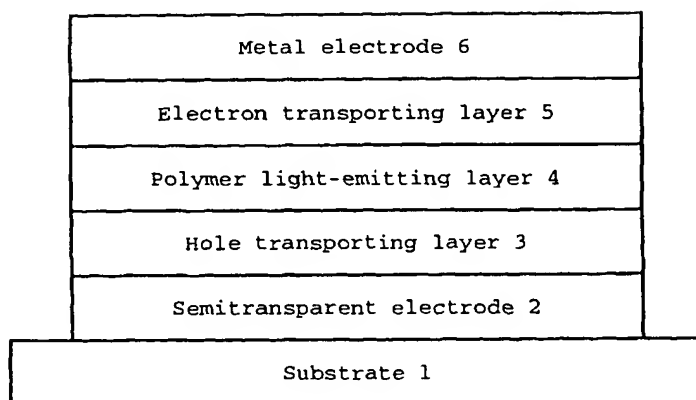 Metal electrode 6
Electron transporting layer 5
Polymer light-emitting layer 4
Hole transporting layer 3
Semitransparent electrode 2
Substrate 1